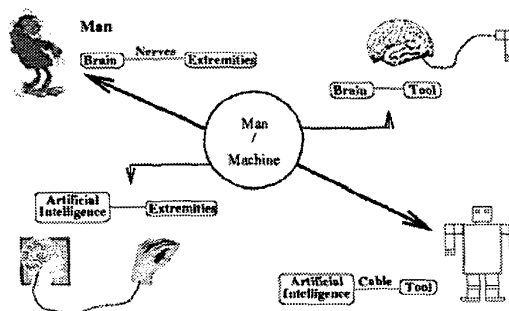 Man
Brain Nerves Extremities
Brain Tool
Man
/
Machine
Artificial
Intelligence Extremities
Artificial
Intelligence Cable Tool